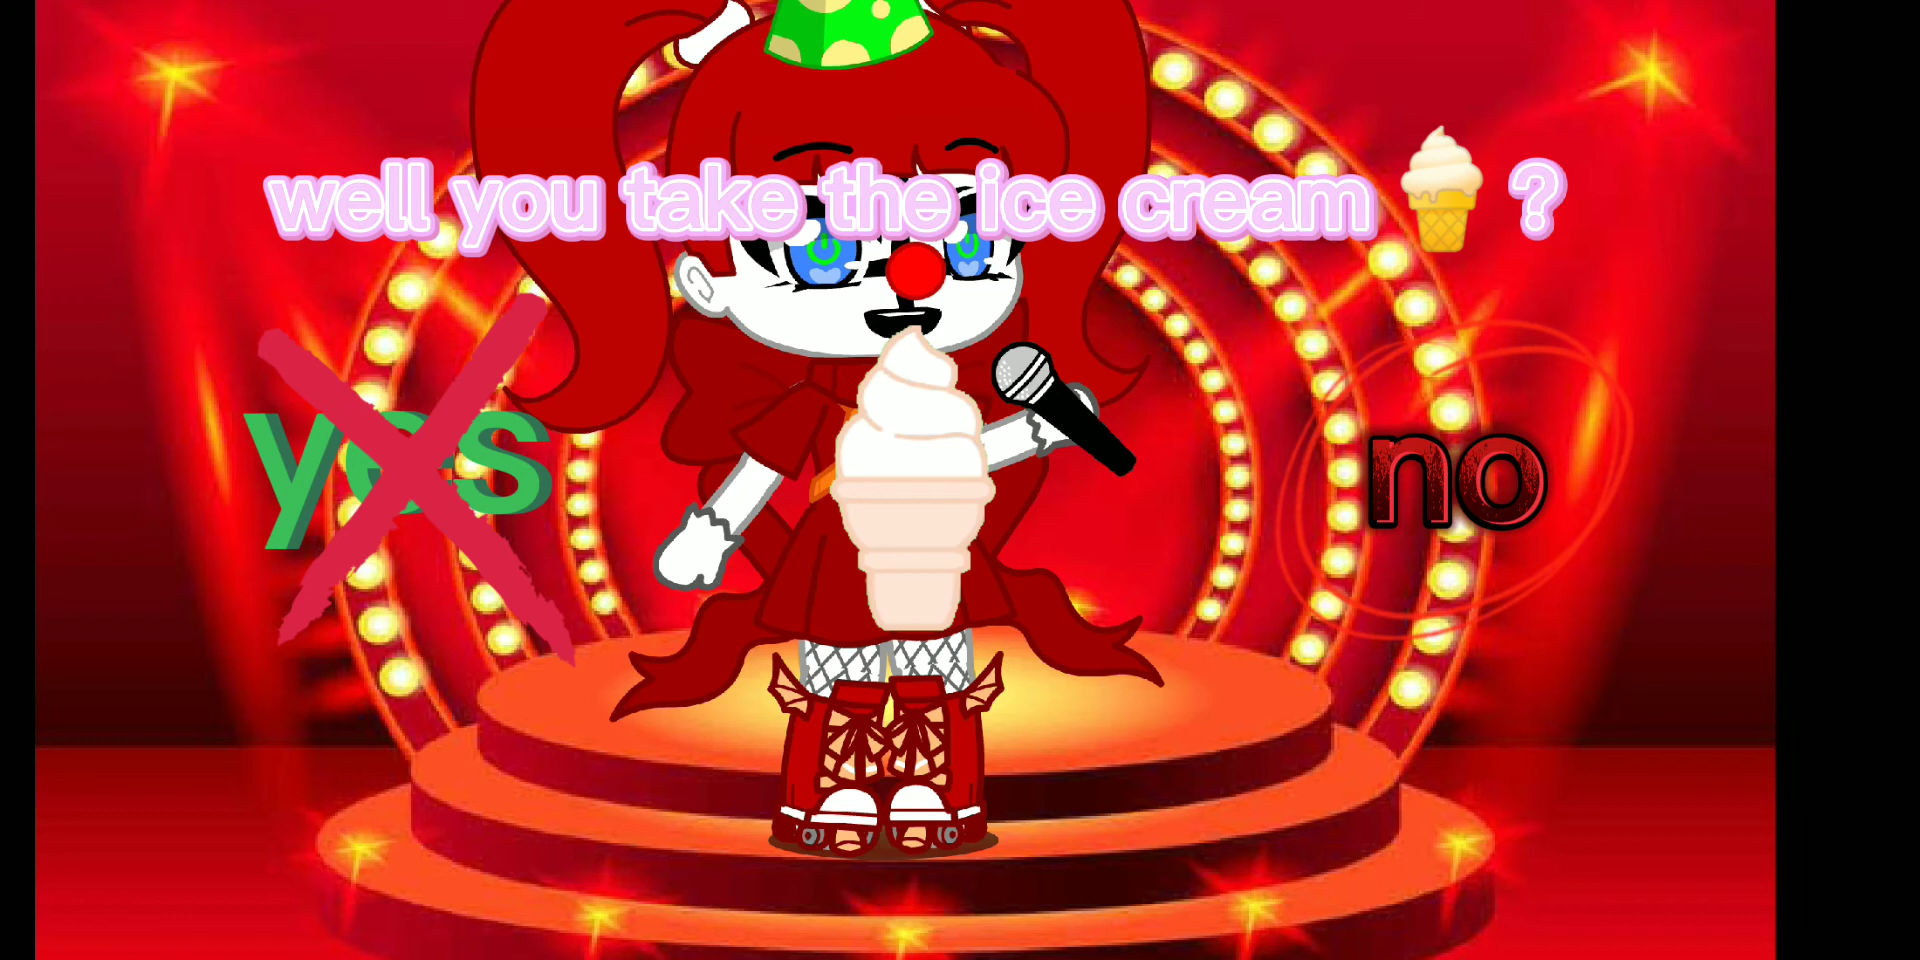 well you take the ice cream🍦 ?
yes
no